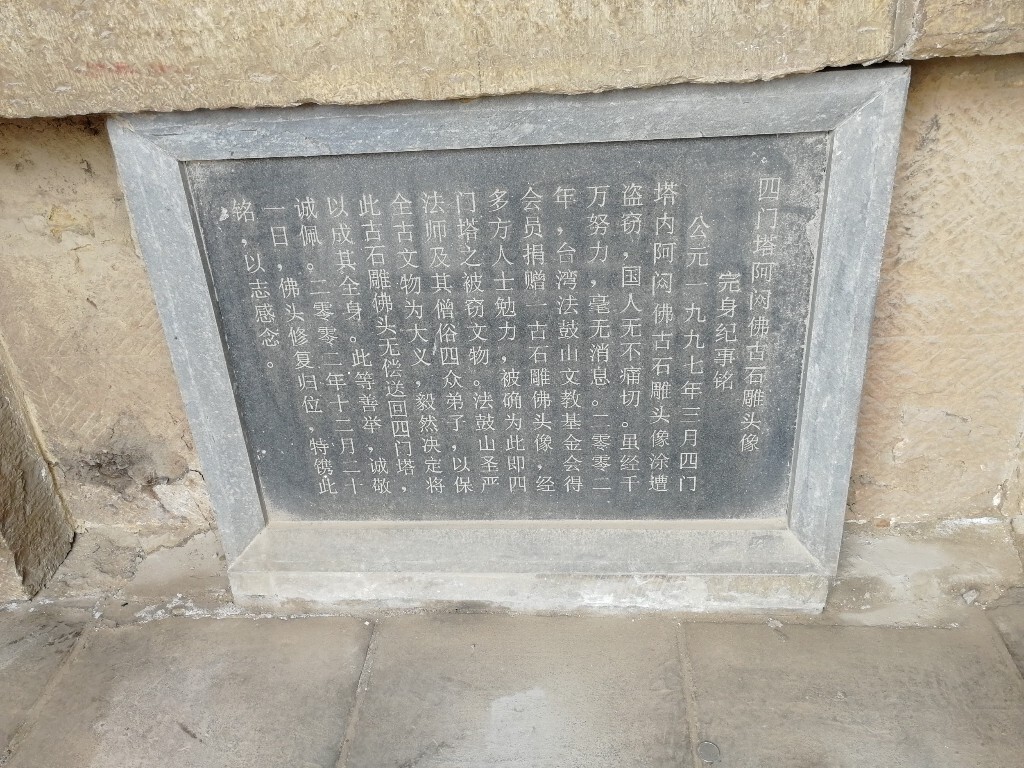 四门塔阿闵佛古石雕头像
完身纪事铭
公元一九九七年三月四门
塔内阿闵佛古石雕头像涂遭
盗窃，国人无不痛切。虽经千
万努力，毫无消息。二零零二
年，台湾法鼓山文教基金会得
会员捐赠一古石雕佛头像，经
多方人士勉力，被确为此即四
门塔之被窃文物。法鼓山圣严
法师及其僧俗四众弟子，以保
全古文物为大义，毅然决定将
此古石雕佛头无偿送回四门塔，
以成其全身。此等善举，诚敬
诚佩。二零零二年十二月二十
一日，佛头修复归位，特镌此
铭，以志感念。